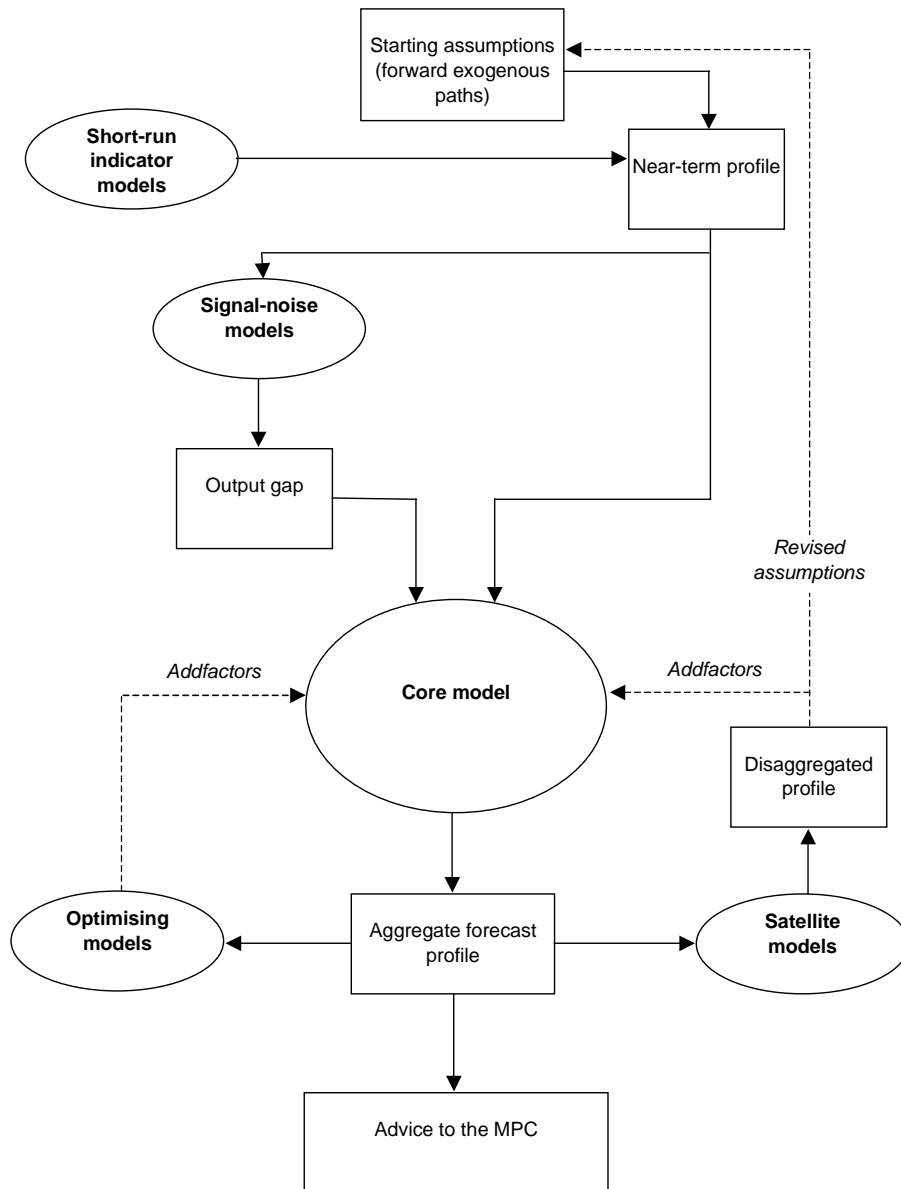 Starting assumptions
(forward exogenous
paths)
Short-run
indicator
models
Near-term profile
Signal-noise
models
Output gap
Revised
assumptions
Addfactors
Addfactors
Core model
Disaggregated
profile
Optimising
models
Aggregate forecast
profile
Satellite
models
Advice to the MPC